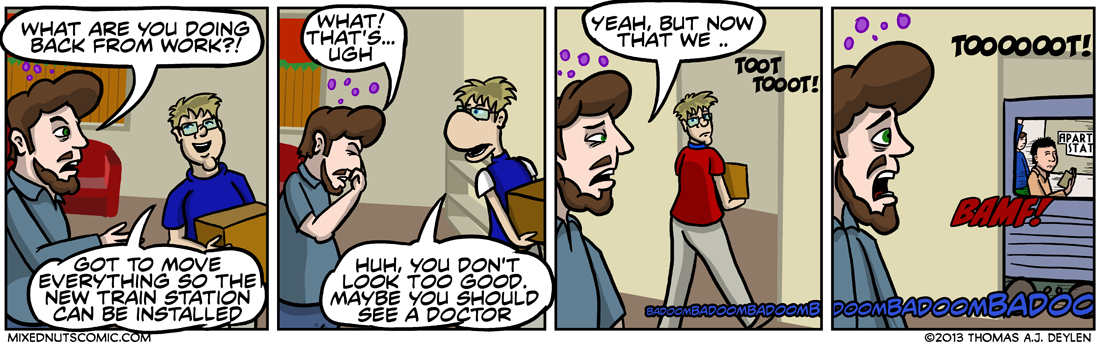 WHAT ARE YOU DOING
BACK FROM WORK?!
GOT TO MOVE
EVERYTHING SO THE
NEW TRAIN STATION
CAN BE INSTALLED
WHAT!
THAT'S...
UGH
HUH, YOU DON'T
LOOK TOO GOOD.
MAYBE YOU SHOULD
SEE A DOCTOR
YEAH, BUT NOW
THAT WE ..
TOOT
TOOOT!
BADOOMBADOOMBADOOMB
TOOOOOOT!
APART
STAT
BAMF!
DOOMBADOOMBADOO
MIXEDNUTSCOMIC.COM
©2013 THOMAS A.J. DEYLEN